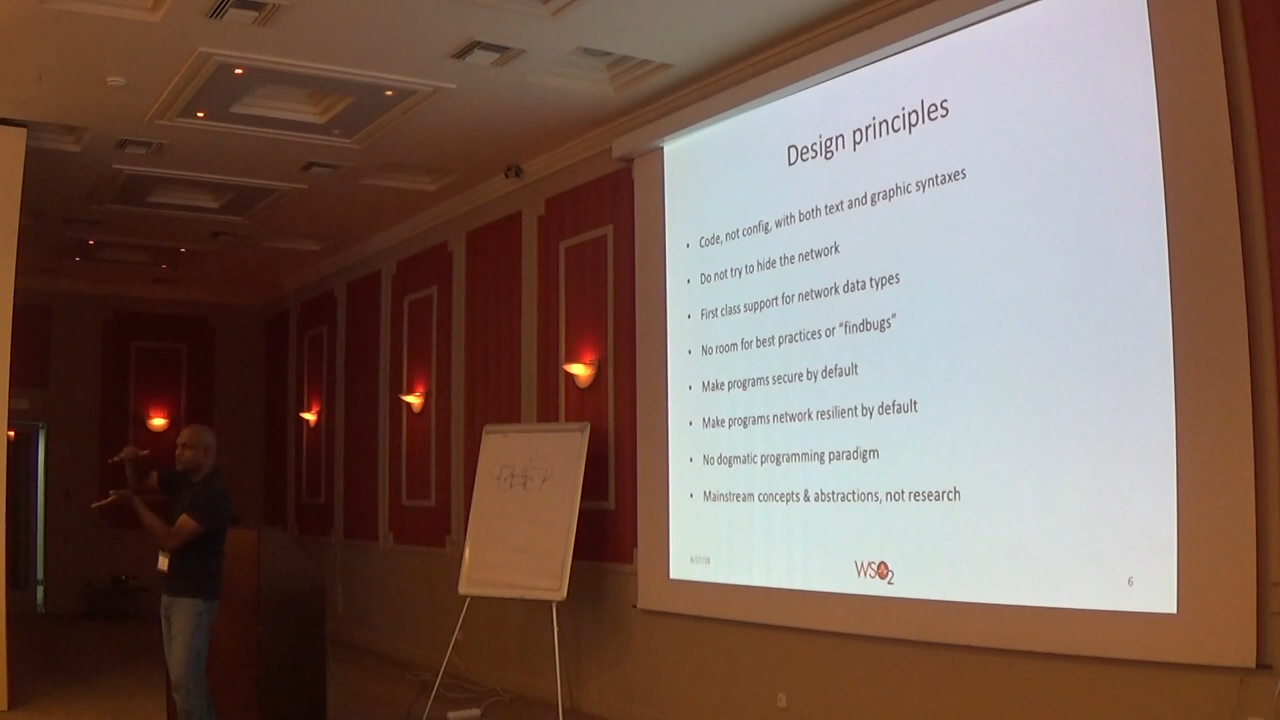 Design principles
• Code, not config, with both text and graphic syntaxes
• Do not try to hide the network
• First class support for network data types
• No room for best practices or “findbugs”
• Make programs secure by default
• Make programs network resilient by default
• No dogmatic programming paradigm
• Mainstream concepts & abstractions, not research
WSO2
6